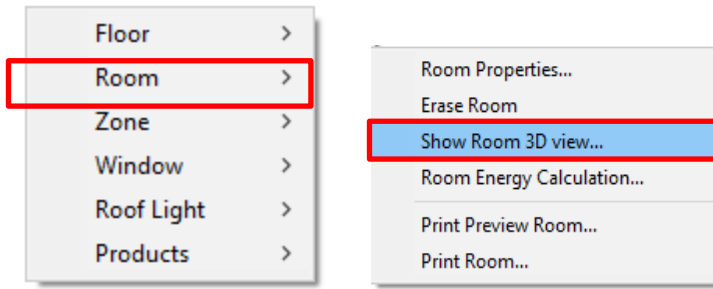 Floor
Room
Zone
Window
Roof Light
Products
Room Properties...
Erase Room
Show Room 3D view...
Room Energy Calculation...
Print Preview Room...
Print Room...